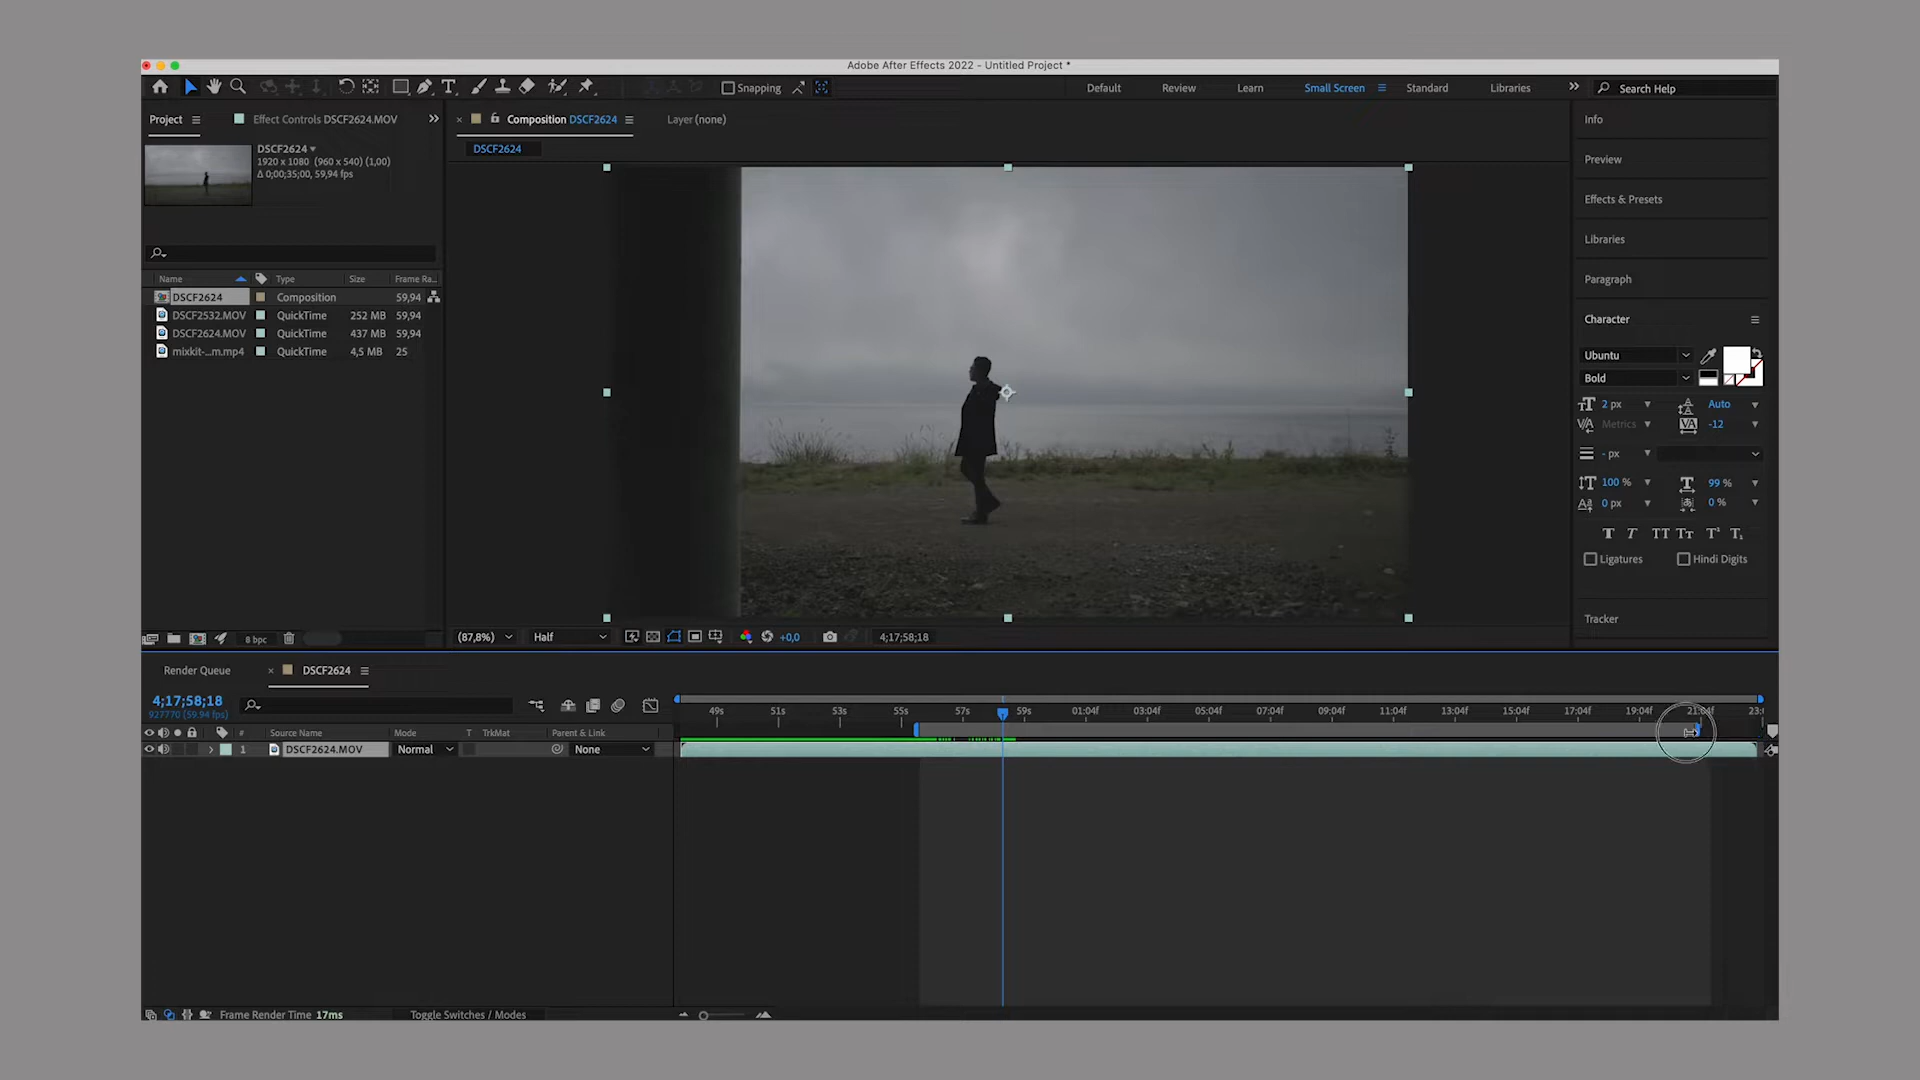 Adobe After Effects 2022 - Untitled Project *
Snapping
Default
Review
Learn
Small Screen
Standard
Libraries
Search Help
Project
Effect Controls DSCF2624.MOV
Composition DSCF2624
Layer (none)
DSCF2624
DSCF2624
1920 x 1080 (960 x 540) (1,00)
Δ 0;00;35;00, 59,94 fps
Name
Type
Size
Frame Ra...
DSCF2624 Composition 59,94
DSCF2532.MOV QuickTime 252 MB 59,94
DSCF2624.MOV QuickTime 437 MB 59,94
mixkit-...m.mp4 QuickTime 4,5 MB 25
8 bpc
(87,8%)
Half
+0,0
4;17;58;18
Info
Preview
Effects & Presets
Libraries
Paragraph
Character
Ubuntu
Bold
2 px
Auto
Metrics
-12
- px
100 %
99 %
0 px
0 %
Ligatures
Hindi Digits
Tracker
Render Queue
DSCF2624
4;17;58;18
927770 (59.94 fps)
49s 51s 53s 55s 57s 59s 01:04f 03:04f 05:04f 07:04f 09:04f 11:04f 13:04f 15:04f 17:04f 19:04f 21:04f 23:
# Source Name Mode T TrkMat Parent & Link
1 DSCF2624.MOV Normal None
Frame Render Time 17ms
Toggle Switches / Modes